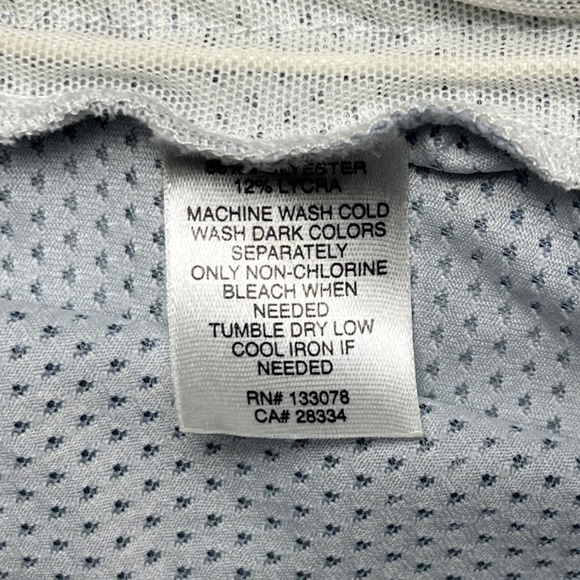 12% LYCRA
MACHINE WASH COLD
WASH DARK COLORS
SEPARATELY
ONLY NON-CHLORINE
BLEACH WHEN
NEEDED
TUMBLE DRY LOW
COOL IRON IF
NEEDED
RN# 133078
CA# 28334